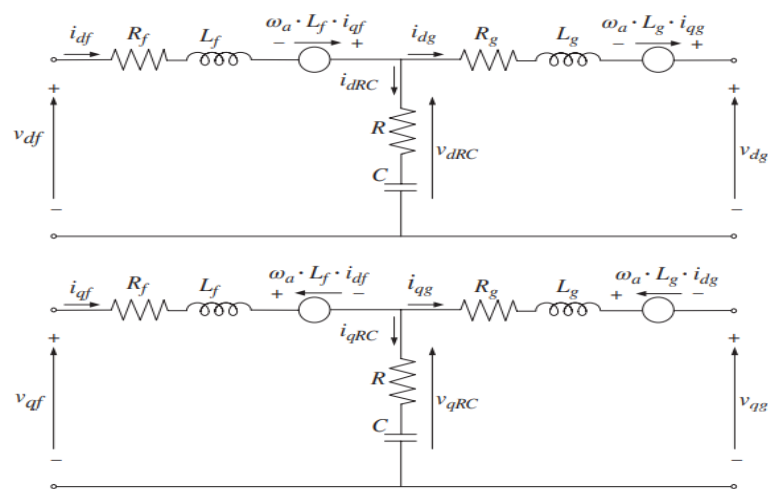 i_df R_f L_f ω_a · L_f · i_qf i_dg R_g L_g ω_a · L_g · i_qg
− + − +
i_dRC
+ +
R
v_df v_dRC v_dg
C
− −
i_qf R_f L_f ω_a · L_f · i_df i_qg R_g L_g ω_a · L_g · i_dg
+ − + −
i_qRC
+ +
R
v_qf v_qRC v_qg
C
− −